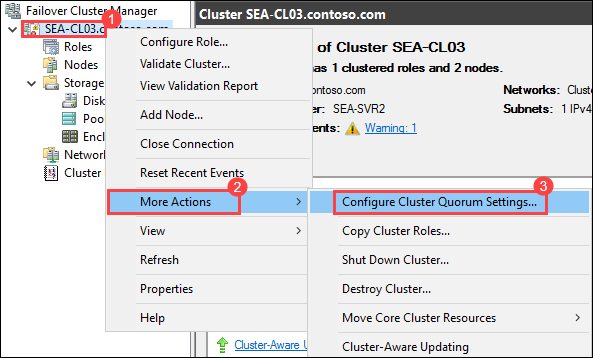 Failover Cluster Manager
SEA-CL03.contoso.com
1
Roles
Nodes
Storage
Disk
Poo
Encl
Network
Cluster
Configure Role...
Validate Cluster...
View Validation Report
Add Node...
Close Connection
Reset Recent Events
2
More Actions
View
Refresh
Properties
Help
Cluster SEA-CL03.contoso.com
of Cluster SEA-CL03
has 1 clustered roles and 2 nodes.
ontoso.com
Networks: Cluste
er: SEA-SVR2
Subnets: 1 IPv4
ents:
Warning: 1
3
Configure Cluster Quorum Settings...
Copy Cluster Roles...
Shut Down Cluster...
Destroy Cluster...
Move Core Cluster Resources
Cluster-Aware Updating
Cluster-Aware U